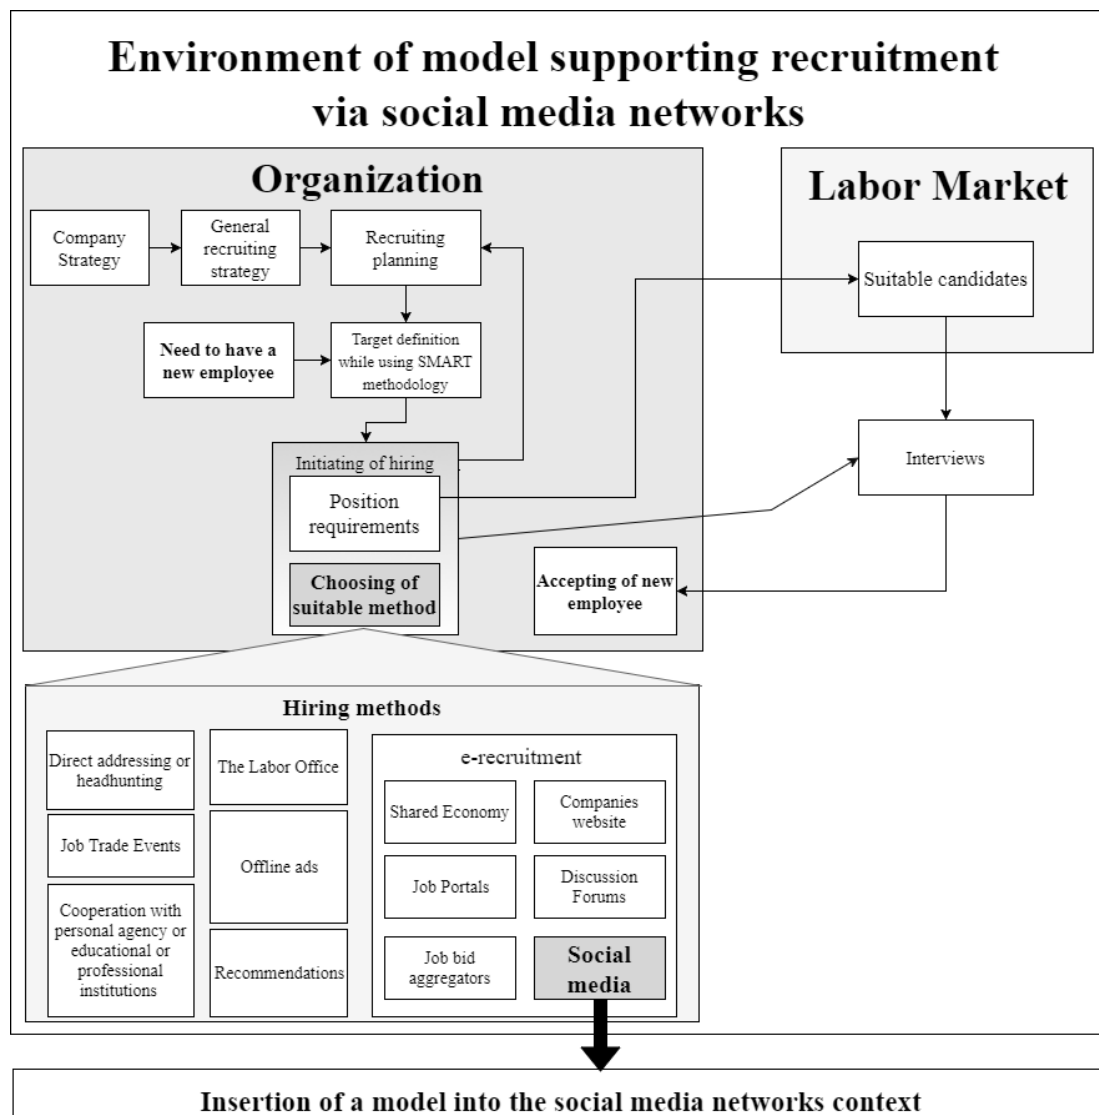 Environment of model supporting recruitment
via social media networks
Organization
Labor Market
Company
Strategy
General
recruiting
strategy
Recruiting
planning
Suitable candidates
Need to have a
new employee
Target definition
while using SMART
methodology
Initiating of hiring
Position
requirements
Interviews
Choosing of
suitable method
Accepting of new
employee
Hiring methods
Direct addressing or
headhunting
Job Trade Events
Cooperation with
personal agency or
educational or
professional
institutions
The Labor Office
Offline ads
Recommendations
e-recruitment
Shared Economy
Companies
website
Job Portals
Discussion
Forums
Job bid
aggregators
Social
media
Insertion of a model into the social media networks context